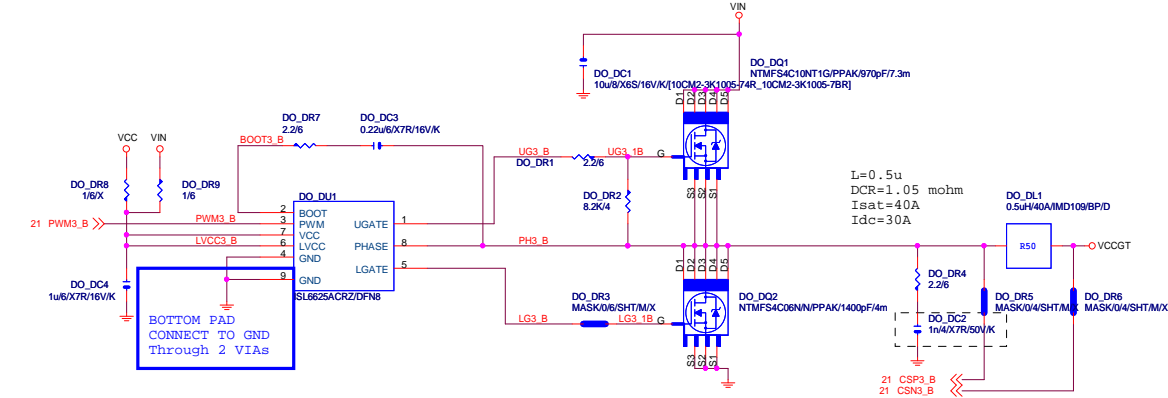 VIN
DO_DC1
10u/8/X6S/16V/K/[10CM2-3K1005-74R_10CM2-3K1005-7BR]
DO_DQ1
NTMFS4C10NT1G/PPAK/970pF/7.3m
D1
D2
D3
D4
D5
G
S3
S2
S1
DO_DR7
2.2/6
DO_DC3
0.22u/6/X7R/16V/K
BOOT3_B
VCC
VIN
DO_DR8
1/6/X
DO_DR9
1/6
UG3_B
DO_DR1
2.2/6
UG3_1B
DO_DR2
8.2K/4
DO_DU1
2
BOOT
3
PWM
7
VCC
6
LVCC
4
GND
9
GND
UGATE
1
PHASE
8
LGATE
5
ISL6625ACRZ/DFN8
21 PWM3_B
PWM3_B
LVCC3_B
DO_DC4
1u/6/X7R/16V/K
BOTTOM PAD
CONNECT TO GND
Through 2 VIAs
PH3_B
LG3_B
DO_DR3
MASK/0/6/SHT/M/X
LG3_1B
G
D1
D2
D3
D4
D5
DO_DQ2
NTMFS4C06N/N/PPAK/1400pF/4m
S3
S2
S1
L=0.5u
DCR=1.05 mohm
Isat=40A
Idc=30A
DO_DL1
0.5uH/40A/IMD109/BP/D
R50
VCCGT
DO_DR4
2.2/6
DO_DC2
1n/4/X7R/50V/K
DO_DR5
MASK/0/4/SHT/M/X
DO_DR6
MASK/0/4/SHT/M/X
21 CSP3_B
21 CSN3_B